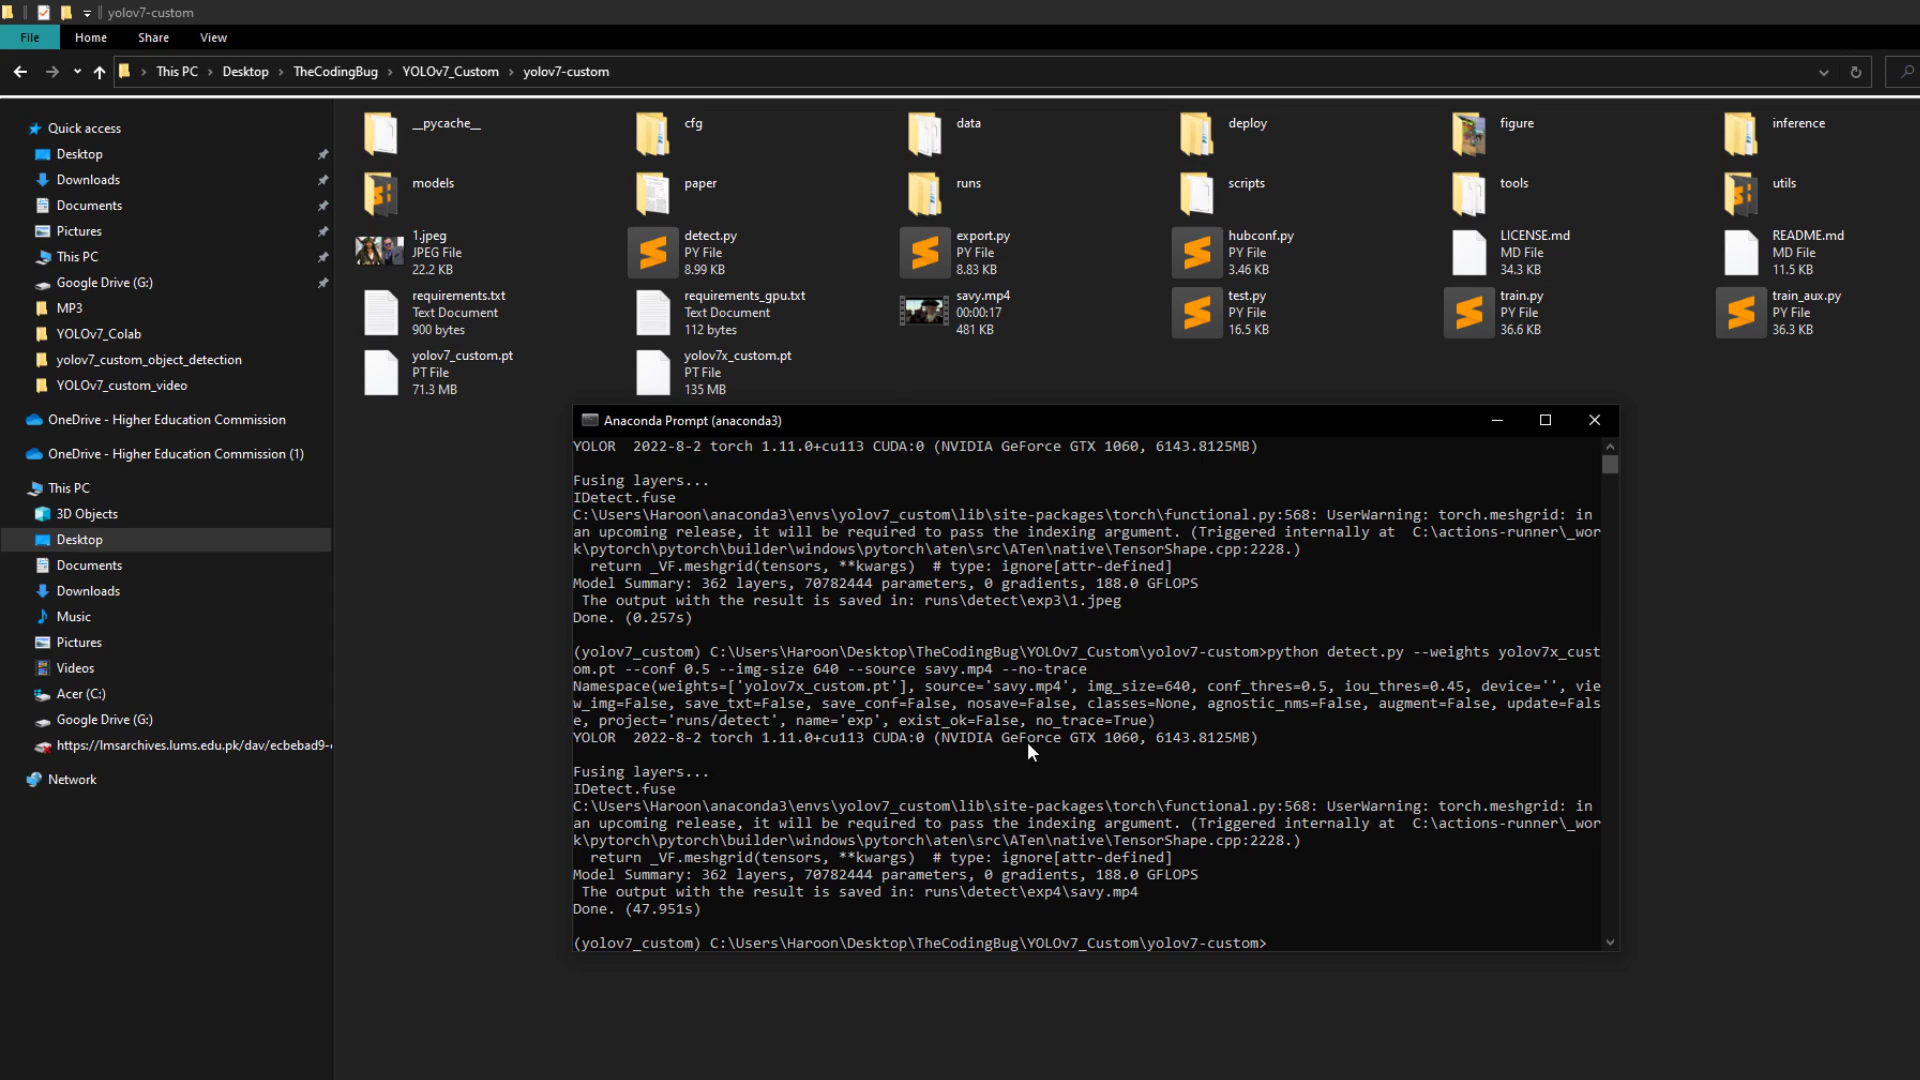 yolov7-custom
File Home Share View
This PC Desktop TheCodingBug YOLOv7_Custom yolov7-custom
Quick access
Desktop
Downloads
Documents
Pictures
This PC
Google Drive (G:)
MP3
YOLOv7_Colab
yolov7_custom_object_detection
YOLOv7_custom_video
OneDrive - Higher Education Commission
OneDrive - Higher Education Commission (1)
This PC
3D Objects
Desktop
Documents
Downloads
Music
Pictures
Videos
Acer (C:)
Google Drive (G:)
https://lmsarchives.lums.edu.pk/dav/ecbebad9-
Network
__pycache__
cfg
data
deploy
figure
inference
models
paper
runs
scripts
tools
utils
1.jpeg
JPEG File
22.2 KB
detect.py
PY File
8.99 KB
export.py
PY File
8.83 KB
hubconf.py
PY File
3.46 KB
LICENSE.md
MD File
34.3 KB
README.md
MD File
11.5 KB
requirements.txt
Text Document
900 bytes
requirements_gpu.txt
Text Document
112 bytes
savy.mp4
00:00:17
481 KB
test.py
PY File
16.5 KB
train.py
PY File
36.6 KB
train_aux.py
PY File
36.3 KB
yolov7_custom.pt
PT File
71.3 MB
yolov7x_custom.pt
PT File
135 MB
Anaconda Prompt (anaconda3)
YOLOR  2022-8-2 torch 1.11.0+cu113 CUDA:0 (NVIDIA GeForce GTX 1060, 6143.8125MB)
Fusing layers...
IDetect.fuse
C:\Users\Haroon\anaconda3\envs\yolov7_custom\lib\site-packages\torch\functional.py:568: UserWarning: torch.meshgrid: in
an upcoming release, it will be required to pass the indexing argument. (Triggered internally at  C:\actions-runner\_wor
k\pytorch\pytorch\builder\windows\pytorch\aten\src\ATen\native\TensorShape.cpp:2228.)
return _VF.meshgrid(tensors, **kwargs)  # type: ignore[attr-defined]
Model Summary: 362 layers, 70782444 parameters, 0 gradients, 188.0 GFLOPS
The output with the result is saved in: runs\detect\exp3\1.jpeg
Done. (0.257s)
(yolov7_custom) C:\Users\Haroon\Desktop\TheCodingBug\YOLOv7_Custom\yolov7-custom>python detect.py --weights yolov7x_cust
om.pt --conf 0.5 --img-size 640 --source savy.mp4 --no-trace
Namespace(weights=['yolov7x_custom.pt'], source='savy.mp4', img_size=640, conf_thres=0.5, iou_thres=0.45, device='', vie
w_img=False, save_txt=False, save_conf=False, nosave=False, classes=None, agnostic_nms=False, augment=False, update=Fals
e, project='runs/detect', name='exp', exist_ok=False, no_trace=True)
YOLOR  2022-8-2 torch 1.11.0+cu113 CUDA:0 (NVIDIA GeForce GTX 1060, 6143.8125MB)
Fusing layers...
IDetect.fuse
C:\Users\Haroon\anaconda3\envs\yolov7_custom\lib\site-packages\torch\functional.py:568: UserWarning: torch.meshgrid: in
an upcoming release, it will be required to pass the indexing argument. (Triggered internally at  C:\actions-runner\_wor
k\pytorch\pytorch\builder\windows\pytorch\aten\src\ATen\native\TensorShape.cpp:2228.)
return _VF.meshgrid(tensors, **kwargs)  # type: ignore[attr-defined]
Model Summary: 362 layers, 70782444 parameters, 0 gradients, 188.0 GFLOPS
The output with the result is saved in: runs\detect\exp4\savy.mp4
Done. (47.951s)
(yolov7_custom) C:\Users\Haroon\Desktop\TheCodingBug\YOLOv7_Custom\yolov7-custom>